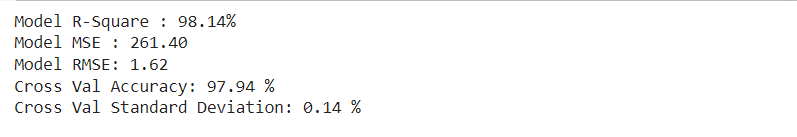 Model R-Square : 98.14%
Model MSE : 261.40
Model RMSE: 1.62
Cross Val Accuracy: 97.94 %
Cross Val Standard Deviation: 0.14 %